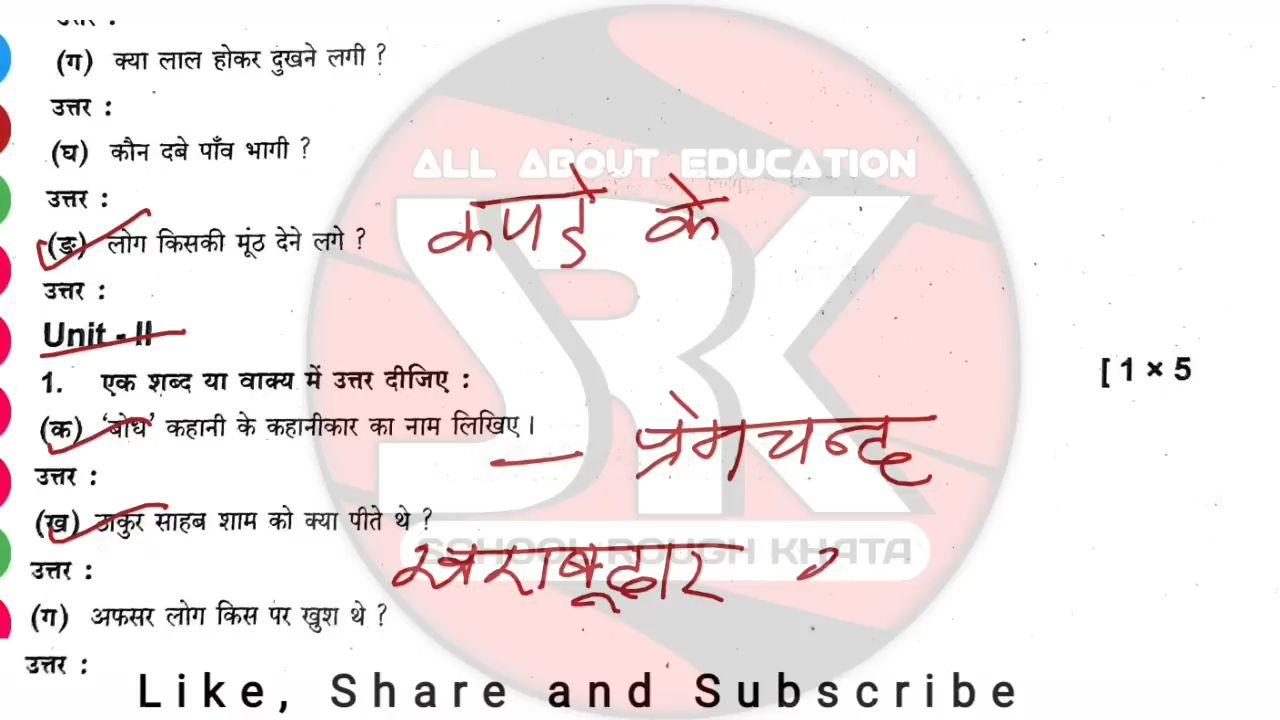 उत्तर :
(ग) क्या लाल होकर दुखने लगी ?
उत्तर :
(घ) कौन दबे पाँव भागी ?
ALL ABOUT EDUCATION
उत्तर :
कपडे के
(ङ) लोग किसकी मूंठ देने लगे ?
उत्तर :
Unit - II
1. एक शब्द या वाक्य में उत्तर दीजिए : [ 1 × 5
(क) 'बोध' कहानी के कहानीकार का नाम लिखिए।
प्रेमचन्द
उत्तर :
(ख) ठाकुर साहब शाम को क्या पीते थे ?
SCHOOL ROUGH KHATA
उत्तर :
(ग) अफसर लोग किस पर खुश थे ?
उत्तर :
Like, Share and Subscribe